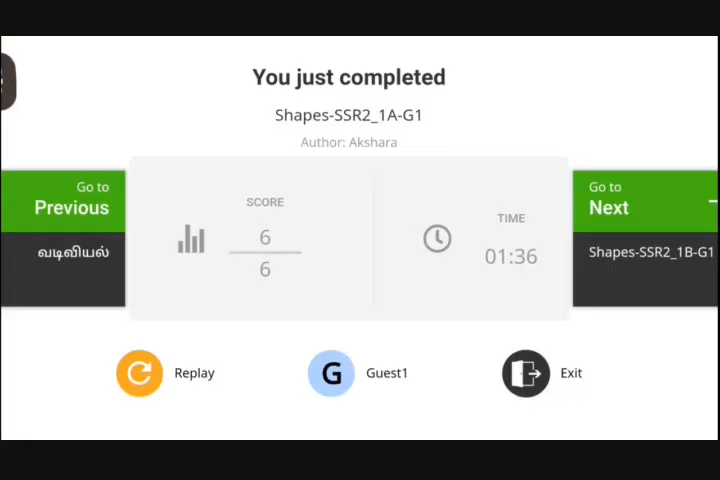 You just completed
Shapes-SSR2_1A-G1
Author: Akshara
Go to
Previous
வடிவியல்
SCORE
6
6
TIME
01:36
Go to
Next
Shapes-SSR2_1B-G1
Replay
G
Guest1
Exit